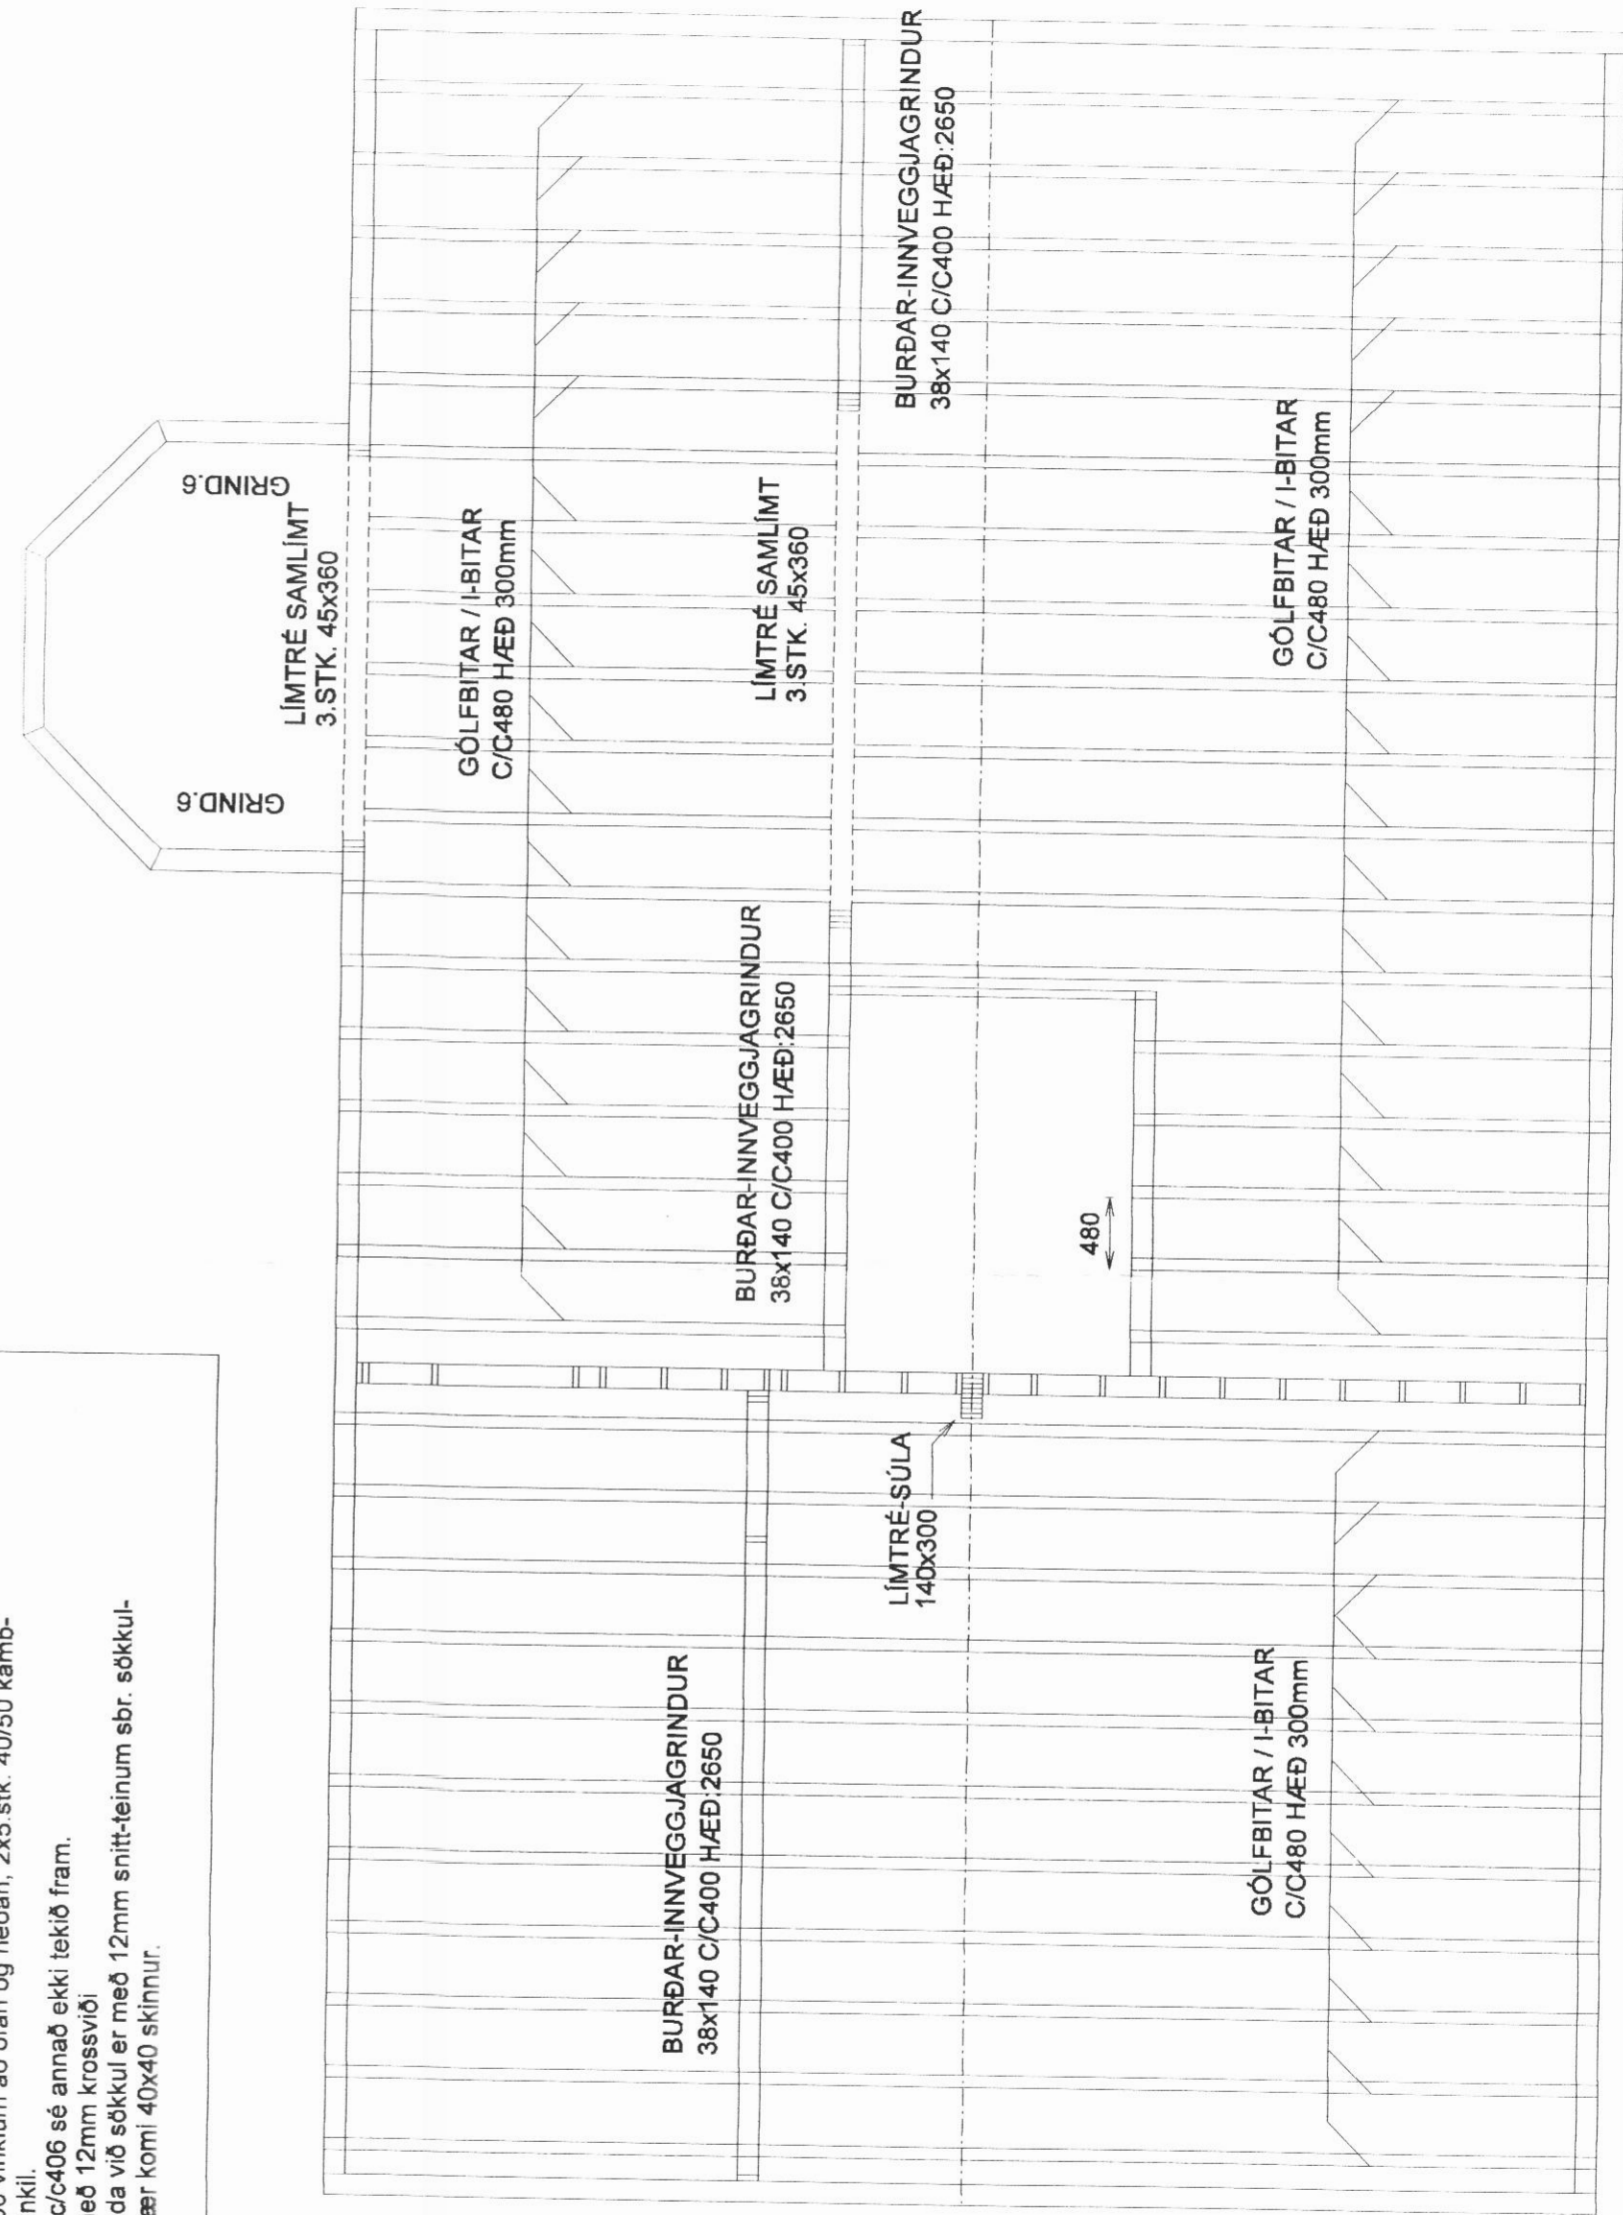 nkil.
c/c406 sé annað ekki tekið fram.
eð 12mm krossviði
da við sökkul er með 12mm snitt-teinum sbr. sökkul-
ær komi 40x40 skinnur.
GRIND.6
GRIND.6
LÍMTRÉ SAMLÍMT
3.STK. 45x360
GÓLFBITAR / I-BITAR
C/C480 HÆÐ 300mm
BURÐAR-INNVEGGJAGRINDUR
38x140 C/C400 HÆÐ:2650
BURÐAR-INNVEGGJAGRINDUR
38x140 C/C400 HÆÐ:2650
LÍMTRÉ SAMLÍMT
3.STK. 45x360
BURÐAR-INNVEGGJAGRINDUR
38x140 C/C400 HÆÐ:2650
LÍMTRÉ-SÚLA
140x300
480
GÓLFBITAR / I-BITAR
C/C480 HÆÐ 300mm
GÓLFBITAR / I-BITAR
C/C480 HÆÐ 300mm